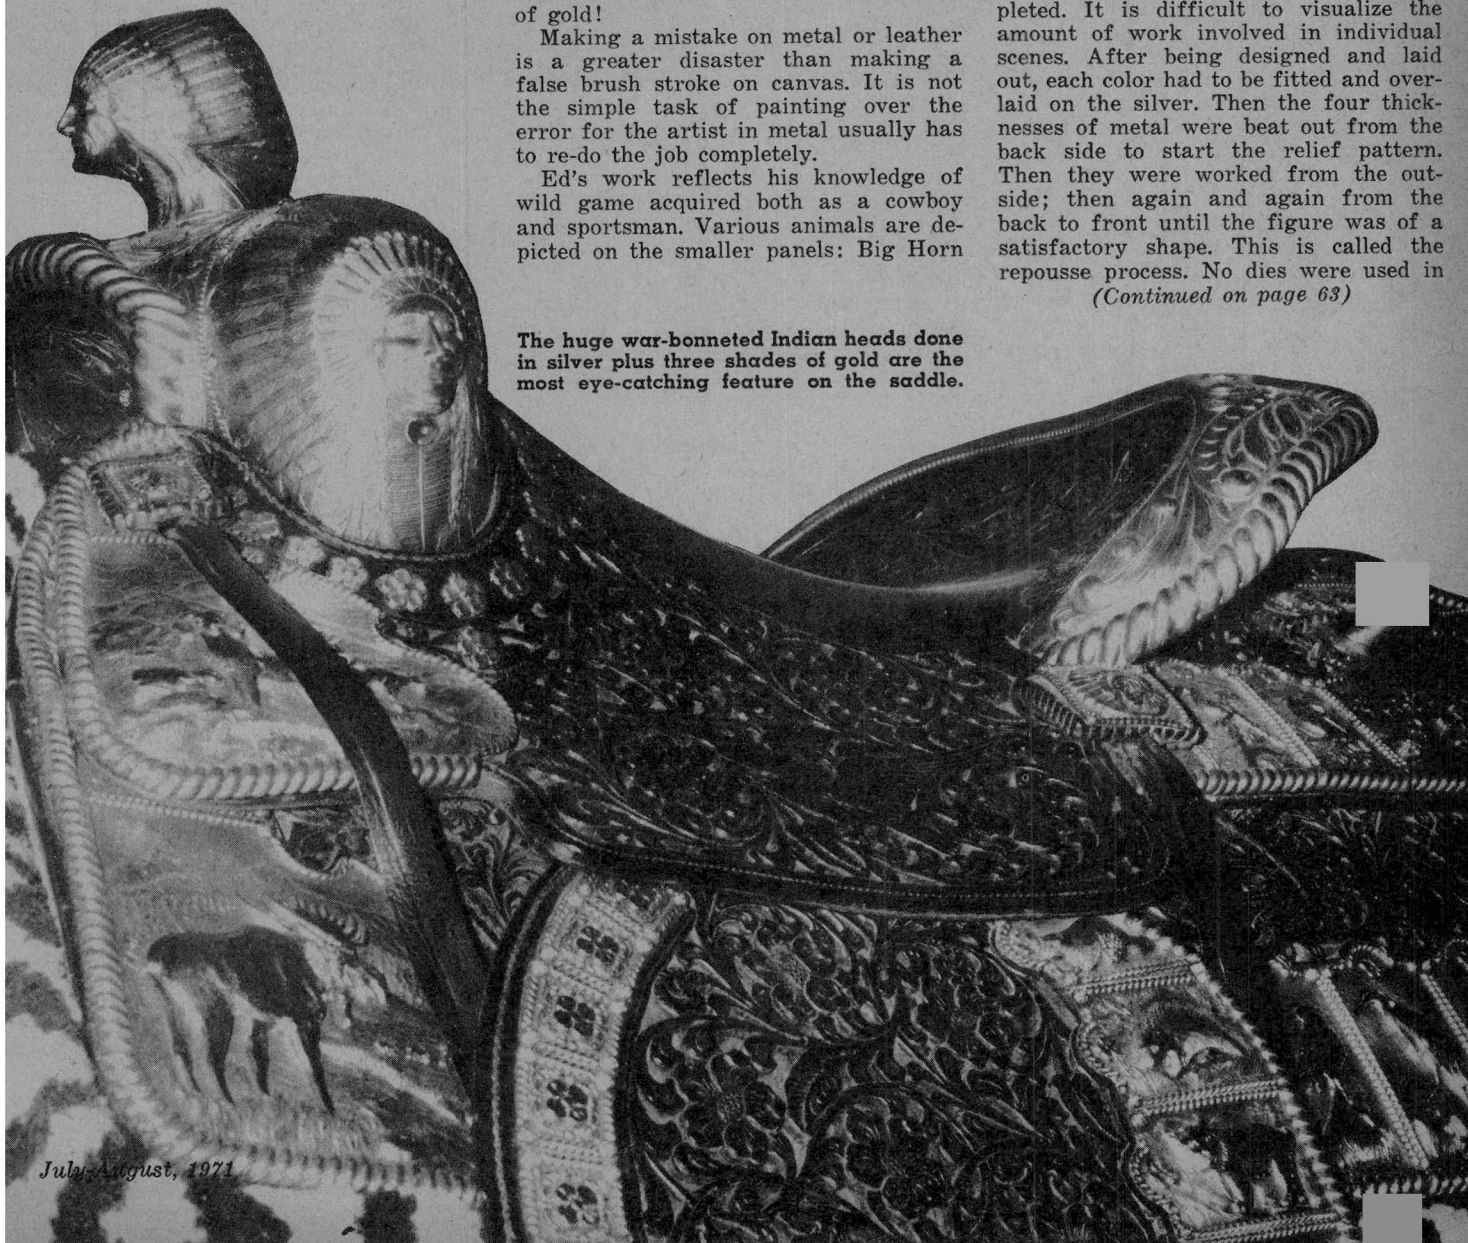 of gold!
Making a mistake on metal or leather
is a greater disaster than making a
false brush stroke on canvas. It is not
the simple task of painting over the
error for the artist in metal usually has
to re-do the job completely.
Ed's work reflects his knowledge of
wild game acquired both as a cowboy
and sportsman. Various animals are de-
picted on the smaller panels: Big Horn
The huge war-bonneted Indian heads done
in silver plus three shades of gold are the
most eye-catching feature on the saddle.
pleted. It is difficult to visualize the
amount of work involved in individual
scenes. After being designed and laid
out, each color had to be fitted and over-
laid on the silver. Then the four thick-
nesses of metal were beat out from the
back side to start the relief pattern.
Then they were worked from the out-
side; then again and again from the
back to front until the figure was of a
satisfactory shape. This is called the
repousse process. No dies were used in
(Continued on page 63)
July-August, 1971